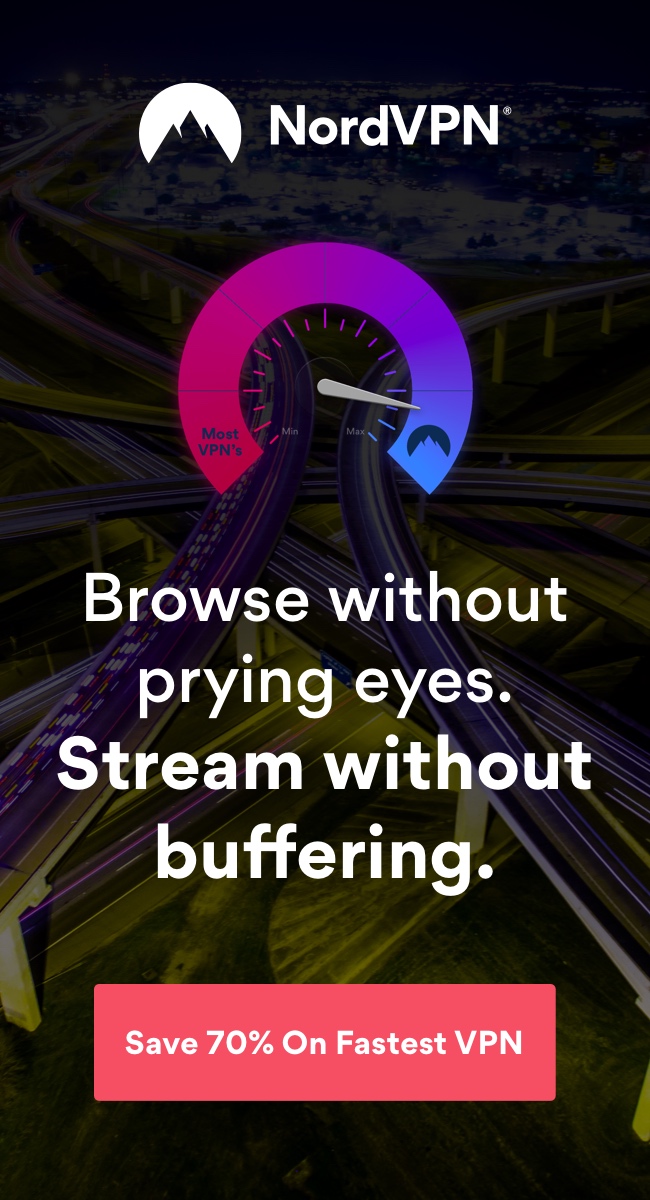 NordVPN®
Min
Max
Most
VPN's
Browse without
prying eyes.
Stream without
buffering.
Save 70% On Fastest VPN